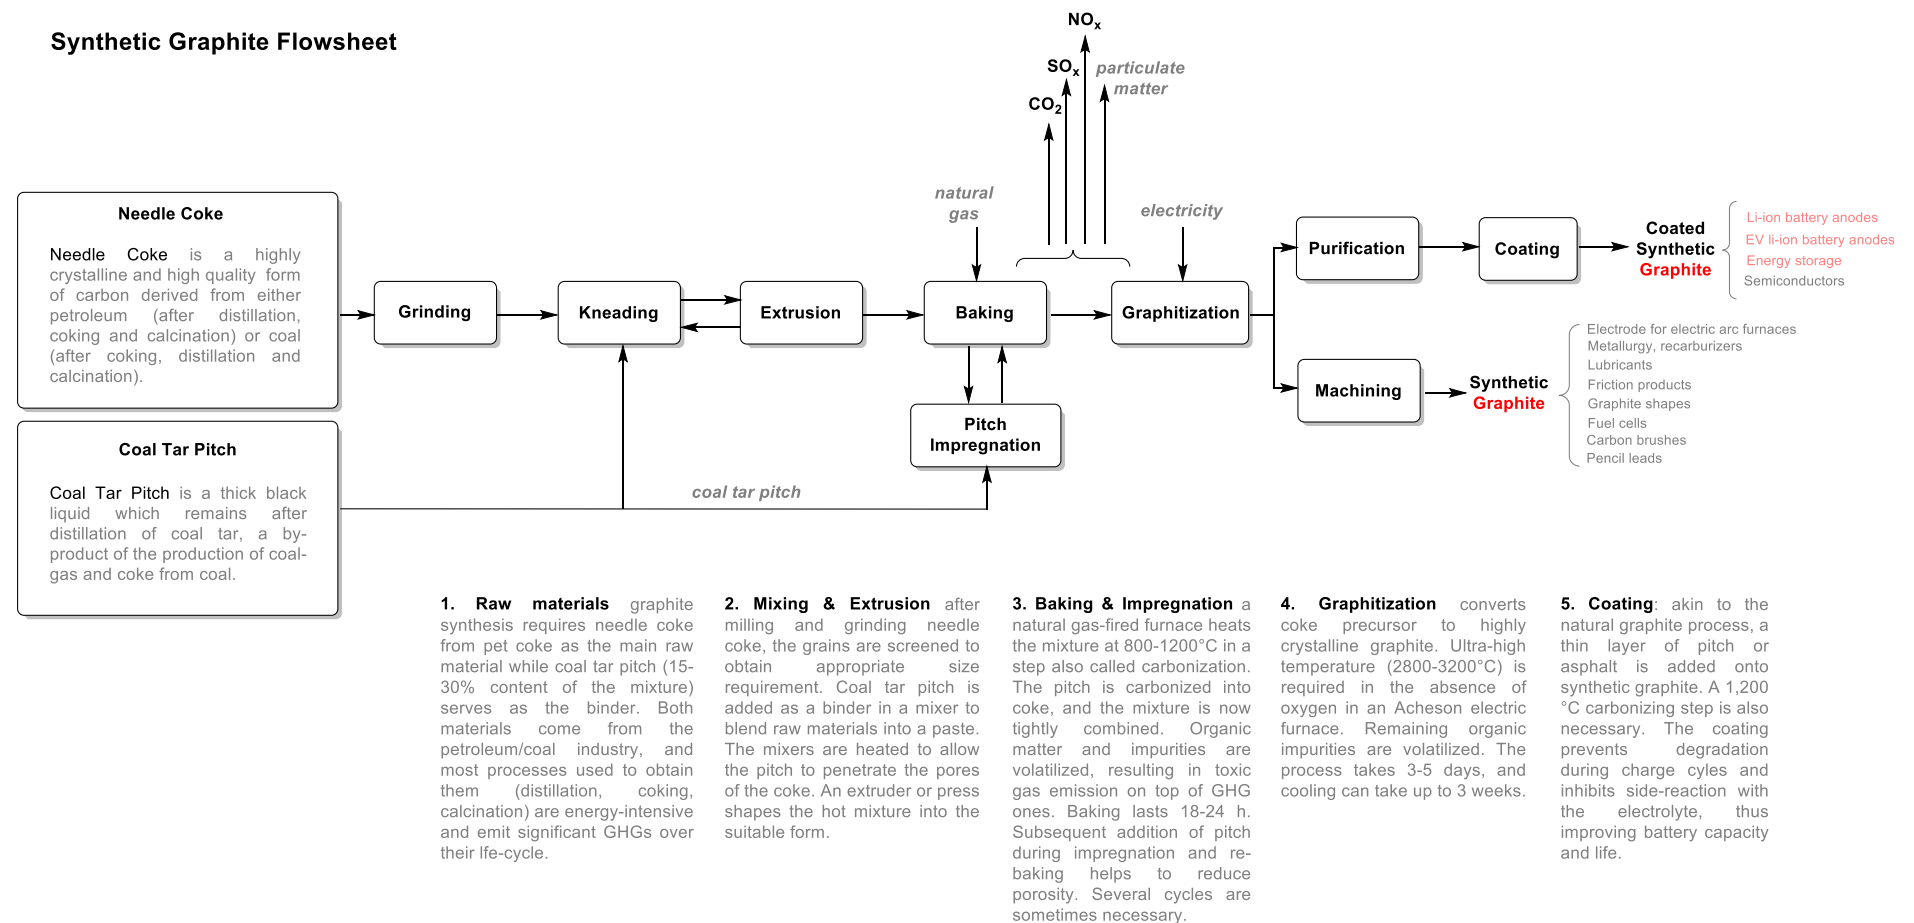 Synthetic Graphite Flowsheet
NOx
SOx
particulate
matter
CO2
natural
gas
electricity
Needle Coke
Needle Coke is a highly
crystalline and high quality form
of carbon derived from either
petroleum (after distillation,
coking and calcination) or coal
(after coking, distillation and
calcination).
Grinding
Kneading
Extrusion
Baking
Graphitization
Pitch
Impregnation
Purification
Coating
Coated
Synthetic
Graphite
Li-ion battery anodes
EV li-ion battery anodes
Energy storage
Semiconductors
Machining
Synthetic
Graphite
Electrode for electric arc furnaces
Metallurgy, recarburizers
Lubricants
Friction products
Graphite shapes
Fuel cells
Carbon brushes
Pencil leads
Coal Tar Pitch
Coal Tar Pitch is a thick black
liquid which remains after
distillation of coal tar, a by-
product of the production of coal-
gas and coke from coal.
coal tar pitch
1. Raw materials graphite
synthesis requires needle coke
from pet coke as the main raw
material while coal tar pitch (15-
30% content of the mixture)
serves as the binder. Both
materials come from the
petroleum/coal industry, and
most processes used to obtain
them (distillation, coking,
calcination) are energy-intensive
and emit significant GHGs over
their lfe-cycle.
2. Mixing & Extrusion after
milling and grinding needle
coke, the grains are screened to
obtain appropriate size
requirement. Coal tar pitch is
added as a binder in a mixer to
blend raw materials into a paste.
The mixers are heated to allow
the pitch to penetrate the pores
of the coke. An extruder or press
shapes the hot mixture into the
suitable form.
3. Baking & Impregnation a
natural gas-fired furnace heats
the mixture at 800-1200°C in a
step also called carbonization.
The pitch is carbonized into
coke, and the mixture is now
tightly combined. Organic
matter and impurities are
volatilized, resulting in toxic
gas emission on top of GHG
ones. Baking lasts 18-24 h.
Subsequent addition of pitch
during impregnation and re-
baking helps to reduce
porosity. Several cycles are
sometimes necessary.
4. Graphitization converts
coke precursor to highly
crystalline graphite. Ultra-high
temperature (2800-3200°C) is
required in the absence of
oxygen in an Acheson electric
furnace. Remaining organic
impurities are volatilized. The
process takes 3-5 days, and
cooling can take up to 3 weeks.
5. Coating: akin to the
natural graphite process, a
thin layer of pitch or
asphalt is added onto
synthetic graphite. A 1,200
°C carbonizing step is also
necessary. The coating
prevents degradation
during charge cyles and
inhibits side-reaction with
the electrolyte, thus
improving battery capacity
and life.